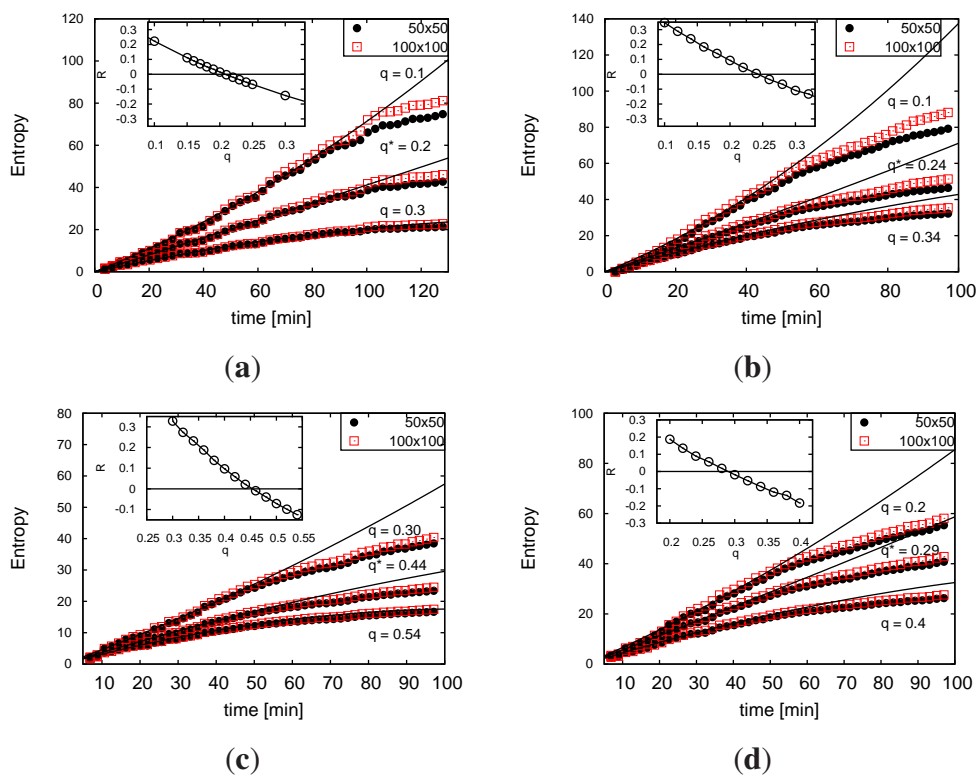 120
100
80
60
40
20
0
Entropy
0 20 40 60 80 100 120
time [min]
50x50
100x100
q = 0.1
q* = 0.2
q = 0.3
0.3
0.2
0.1
0
-0.1
-0.2
-0.3
R
0.1 0.15 0.2 0.25 0.3
q
(a)
140
120
100
80
60
40
20
0
Entropy
0 20 40 60 80 100
time [min]
50x50
100x100
q = 0.1
q* = 0.24
q = 0.34
0.3
0.2
0.1
0
-0.1
-0.2
-0.3
R
0.1 0.15 0.2 0.25 0.3
q
(b)
80
70
60
50
40
30
20
10
0
Entropy
10 20 30 40 50 60 70 80 90 100
time [min]
50x50
100x100
q = 0.30
q* = 0.44
q = 0.54
0.3
0.2
0.1
0
-0.1
R
0.25 0.3 0.35 0.4 0.45 0.5 0.55
q
(c)
100
80
60
40
20
0
Entropy
10 20 30 40 50 60 70 80 90 100
time [min]
50x50
100x100
q = 0.2
q* = 0.29
q = 0.4
0.3
0.2
0.1
0
-0.1
-0.2
-0.3
R
0.2 0.25 0.3 0.35 0.4
q
(d)